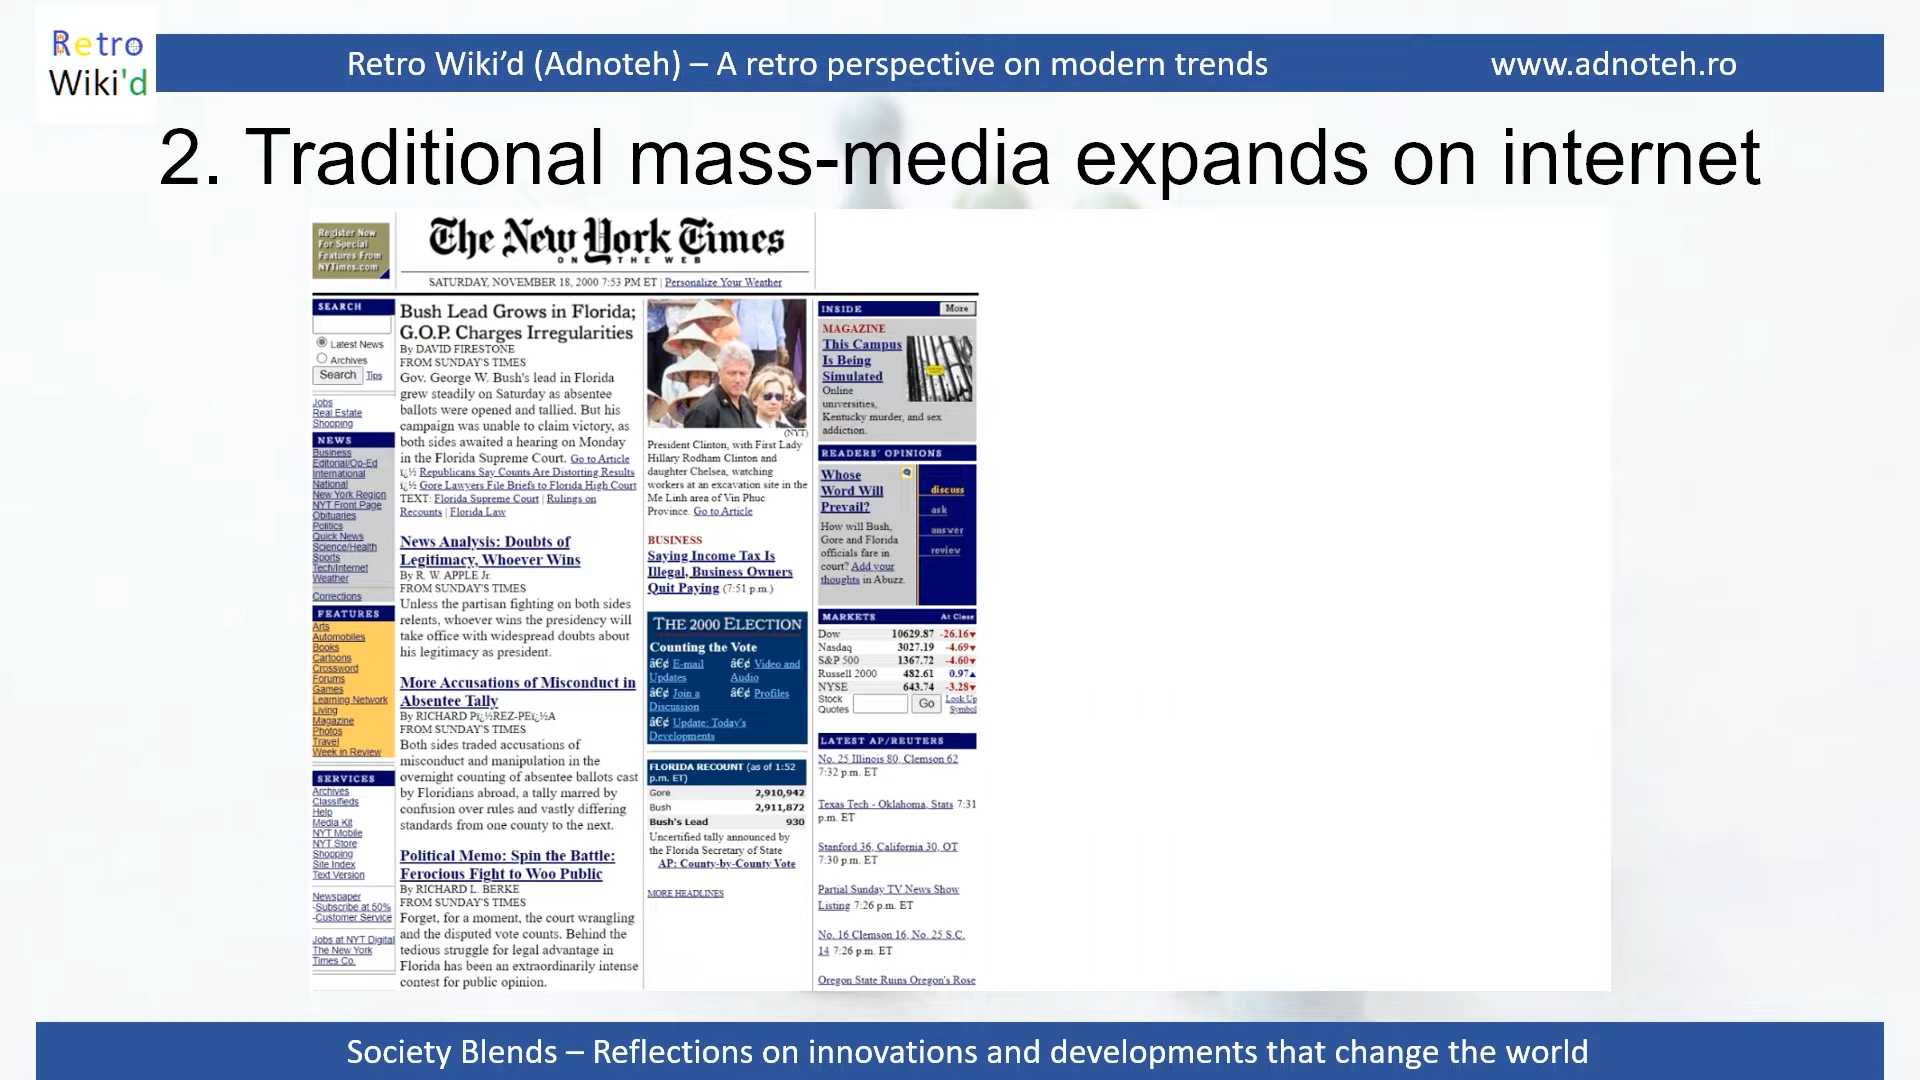 Retro
Wiki'd
Retro Wiki’d (Adnoteh) – A retro perspective on modern trends
www.adnoteh.ro
2. Traditional mass-media expands on internet
Register Now
For Special
Features From
NYTimes.com
The New York Times
ON THE WEB
SATURDAY, NOVEMBER 18, 2000 7:53 PM ET | Personalize Your Weather
SEARCH
Latest News
Archives
Search Tips
Jobs
Real Estate
Shopping
NEWS
Business
Editorial/Op-Ed
International
National
New York Region
NYT Front Page
Obituaries
Politics
Quick News
Science/Health
Sports
Tech/Internet
Weather
Corrections
FEATURES
Arts
Automobiles
Books
Cartoons
Crossword
Forums
Games
Learning Network
Living
Magazine
Photos
Travel
Week in Review
SERVICES
Archives
Classifieds
Help
Media Kit
NYT Mobile
NYT Store
Shopping
Site Index
Text Version
Newspaper
-Subscribe at 50%
-Customer Service
Jobs at NYT Digital
The New York
Times Co.
Bush Lead Grows in Florida;
G.O.P. Charges Irregularities
By DAVID FIRESTONE
FROM SUNDAY'S TIMES
Gov. George W. Bush's lead in Florida
grew steadily on Saturday as absentee
ballots were opened and tallied. But his
campaign was unable to claim victory, as
both sides awaited a hearing on Monday
in the Florida Supreme Court. Go to Article
ï¿½ Republicans Say Counts Are Distorting Results
ï¿½ Gore Lawyers File Briefs to Florida High Court
TEXT: Florida Supreme Court | Rulings on
Recounts | Florida Law
News Analysis: Doubts of
Legitimacy, Whoever Wins
By R. W. APPLE Jr.
FROM SUNDAY'S TIMES
Unless the partisan fighting on both sides
relents, whoever wins the presidency will
take office with widespread doubts about
his legitimacy as president.
More Accusations of Misconduct in
Absentee Tally
By RICHARD Pï¿½REZ-PEï¿½A
FROM SUNDAY'S TIMES
Both sides traded accusations of
misconduct and manipulation in the
overnight counting of absentee ballots cast
by Floridians abroad, a tally marred by
confusion over rules and vastly differing
standards from one county to the next.
Political Memo: Spin the Battle:
Ferocious Fight to Woo Public
By RICHARD L. BERKE
FROM SUNDAY'S TIMES
Forget, for a moment, the court wrangling
and the disputed vote counts. Behind the
tedious struggle for legal advantage in
Florida has been an extraordinarily intense
contest for public opinion.
(NYT)
President Clinton, with First Lady
Hillary Rodham Clinton and
daughter Chelsea, watching
workers at an excavation site in the
Me Linh area of Vin Phuc
Province. Go to Article
BUSINESS
Saying Income Tax Is
Illegal, Business Owners
Quit Paying (7:51 p.m.)
THE 2000 ELECTION
Counting the Vote
â€¢ E-mail
Updates
â€¢ Video and
Audio
â€¢ Join a
Discussion
â€¢ Profiles
â€¢ Update: Today's
Developments
FLORIDA RECOUNT (as of 1:52
p.m. ET)
Gore 2,910,942
Bush 2,911,872
Bush's Lead 930
Uncertified tally announced by
the Florida Secretary of State
AP: County-by-County Vote
MORE HEADLINES
INSIDE More
MAGAZINE
This Campus
Is Being
Simulated
Online
universities,
Kentucky murder, and sex
addiction.
READERS' OPINIONS
Whose
Word Will
Prevail?
How will Bush,
Gore and Florida
officials fare in
court? Add your
thoughts in Abuzz.
discuss
ask
answer
review
MARKETS At Close
Dow 10629.87 -26.16
Nasdaq 3027.19 -4.69
S&P 500 1367.72 -4.60
Russell 2000 482.61 0.97
NYSE 643.74 -3.28
Stock
Quotes
Go
Look Up
Symbol
LATEST AP/REUTERS
No. 25 Illinois 80, Clemson 62
7:32 p.m. ET
Texas Tech - Oklahoma, Stats 7:31
p.m. ET
Stanford 36, California 30, OT
7:30 p.m. ET
Partial Sunday TV News Show
Listing 7:26 p.m. ET
No. 16 Clemson 16, No. 25 S.C.
14 7:26 p.m. ET
Oregon State Ruins Oregon's Rose
Society Blends – Reflections on innovations and developments that change the world